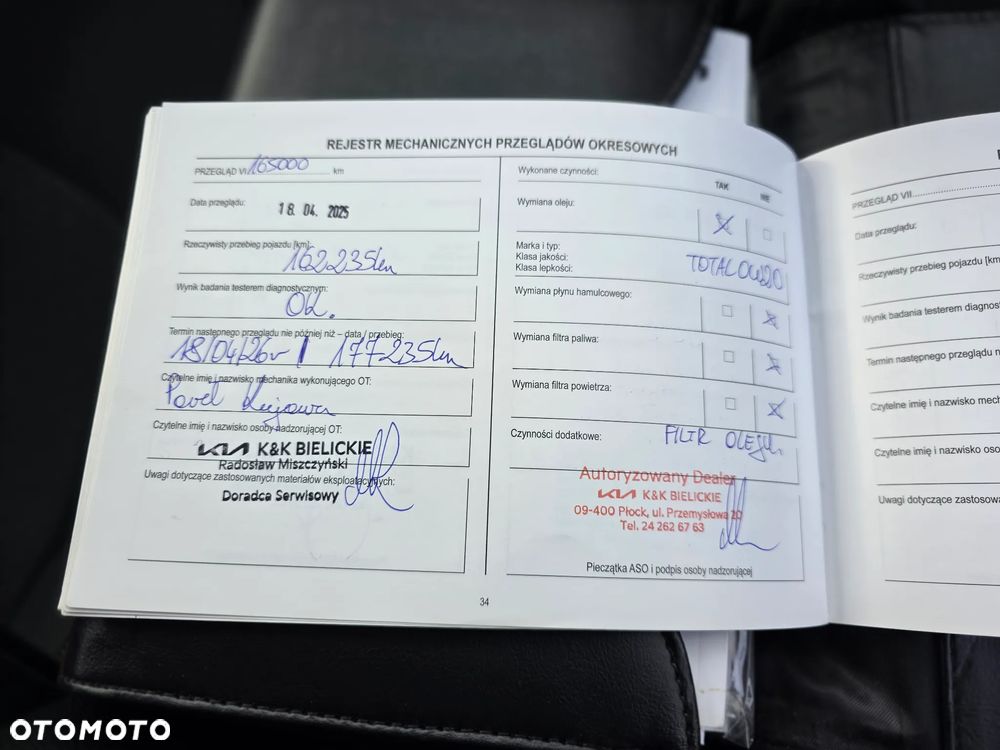 REJESTR MECHANICZNYCH PRZEGLĄDÓW OKRESOWYCH
PRZEGLĄD VI 165000 km
Data przeglądu:
18. 04. 2025
Rzeczywisty przebieg pojazdu [km]:
162235km
Wynik badania testerem diagnostycznym:
OK.
Termin następnego przeglądu nie później niż – data / przebieg:
18/04/26r / 177235km
Czytelne imię i nazwisko mechanika wykonującego OT:
Paweł
Czytelne imię i nazwisko osoby nadzorującej OT:
KIA K&K BIELICKIE
Radosław Miszczyński
Uwagi dotyczące zastosowanych materiałów eksploatacyjnych:
Doradca Serwisowy
Wykonane czynności:
TAK NIE
Wymiana oleju:
Marka i typ:
Klasa jakości:
Klasa lepkości:
TOTAL 0W20
Wymiana płynu hamulcowego:
Wymiana filtra paliwa:
Wymiana filtra powietrza:
Czynności dodatkowe: FILTR OLEJU.
Autoryzowany Dealer
KIA K&K BIELICKIE
09-400 Płock, ul. Przemysłowa 20
Tel. 24 262 67 63
Pieczątka ASO i podpis osoby nadzorującej
34
PRZEGLĄD VII
Data przeglądu:
Rzeczywisty przebieg pojazdu [km
Wynik badania testerem diagnos
Termin następnego przeglądu n
Czytelne imię i nazwisko mech
Czytelne imię i nazwisko oso
Uwagi dotyczące zastosowa
OTOMOTO